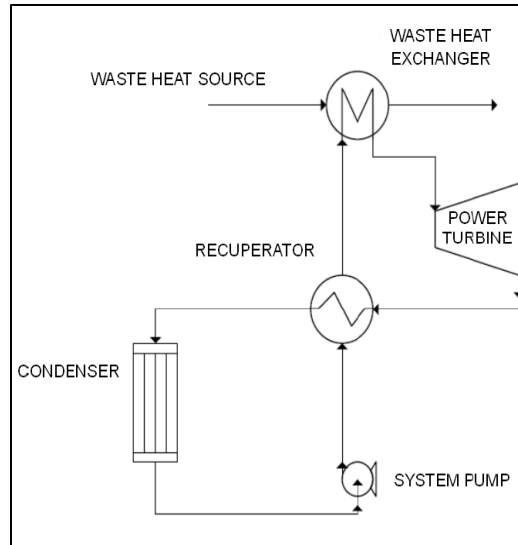 WASTE HEAT
EXCHANGER
WASTE HEAT SOURCE
POWER
TURBINE
RECUPERATOR
CONDENSER
SYSTEM PUMP